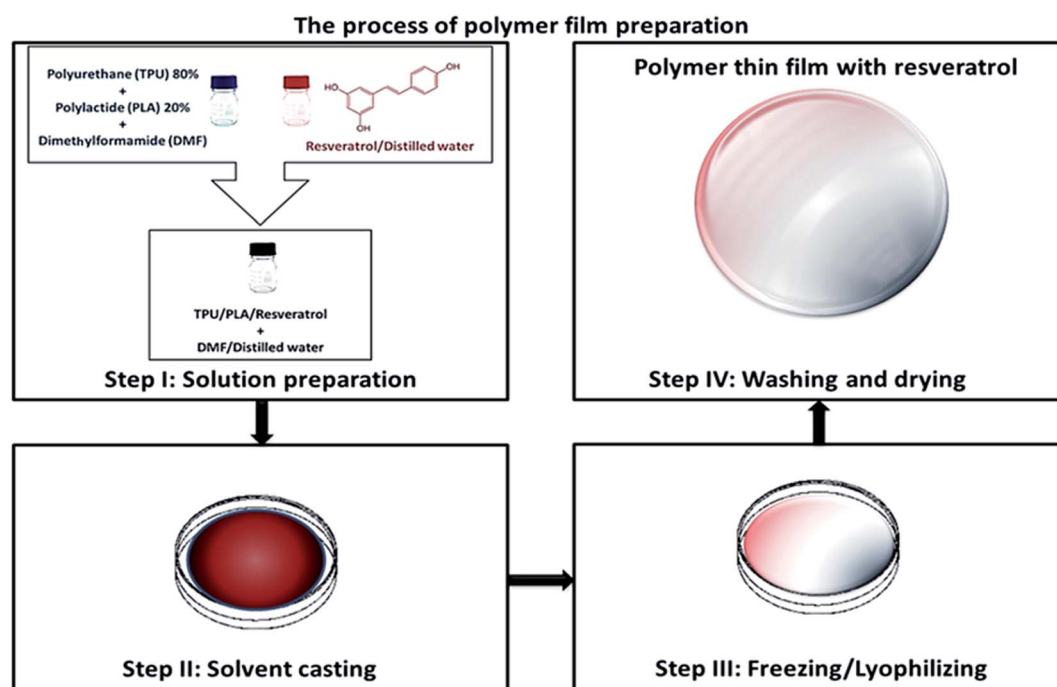 The process of polymer film preparation
Polyurethane (TPU) 80%
+
Polylactide (PLA) 20%
+
Dimethylformamide (DMF)
OH
HO
OH
Resveratrol/Distilled water
TPU/PLA/Resveratrol
+
DMF/Distilled water
Step I: Solution preparation
Step II: Solvent casting
Step III: Freezing/Lyophilizing
Polymer thin film with resveratrol
Step IV: Washing and drying